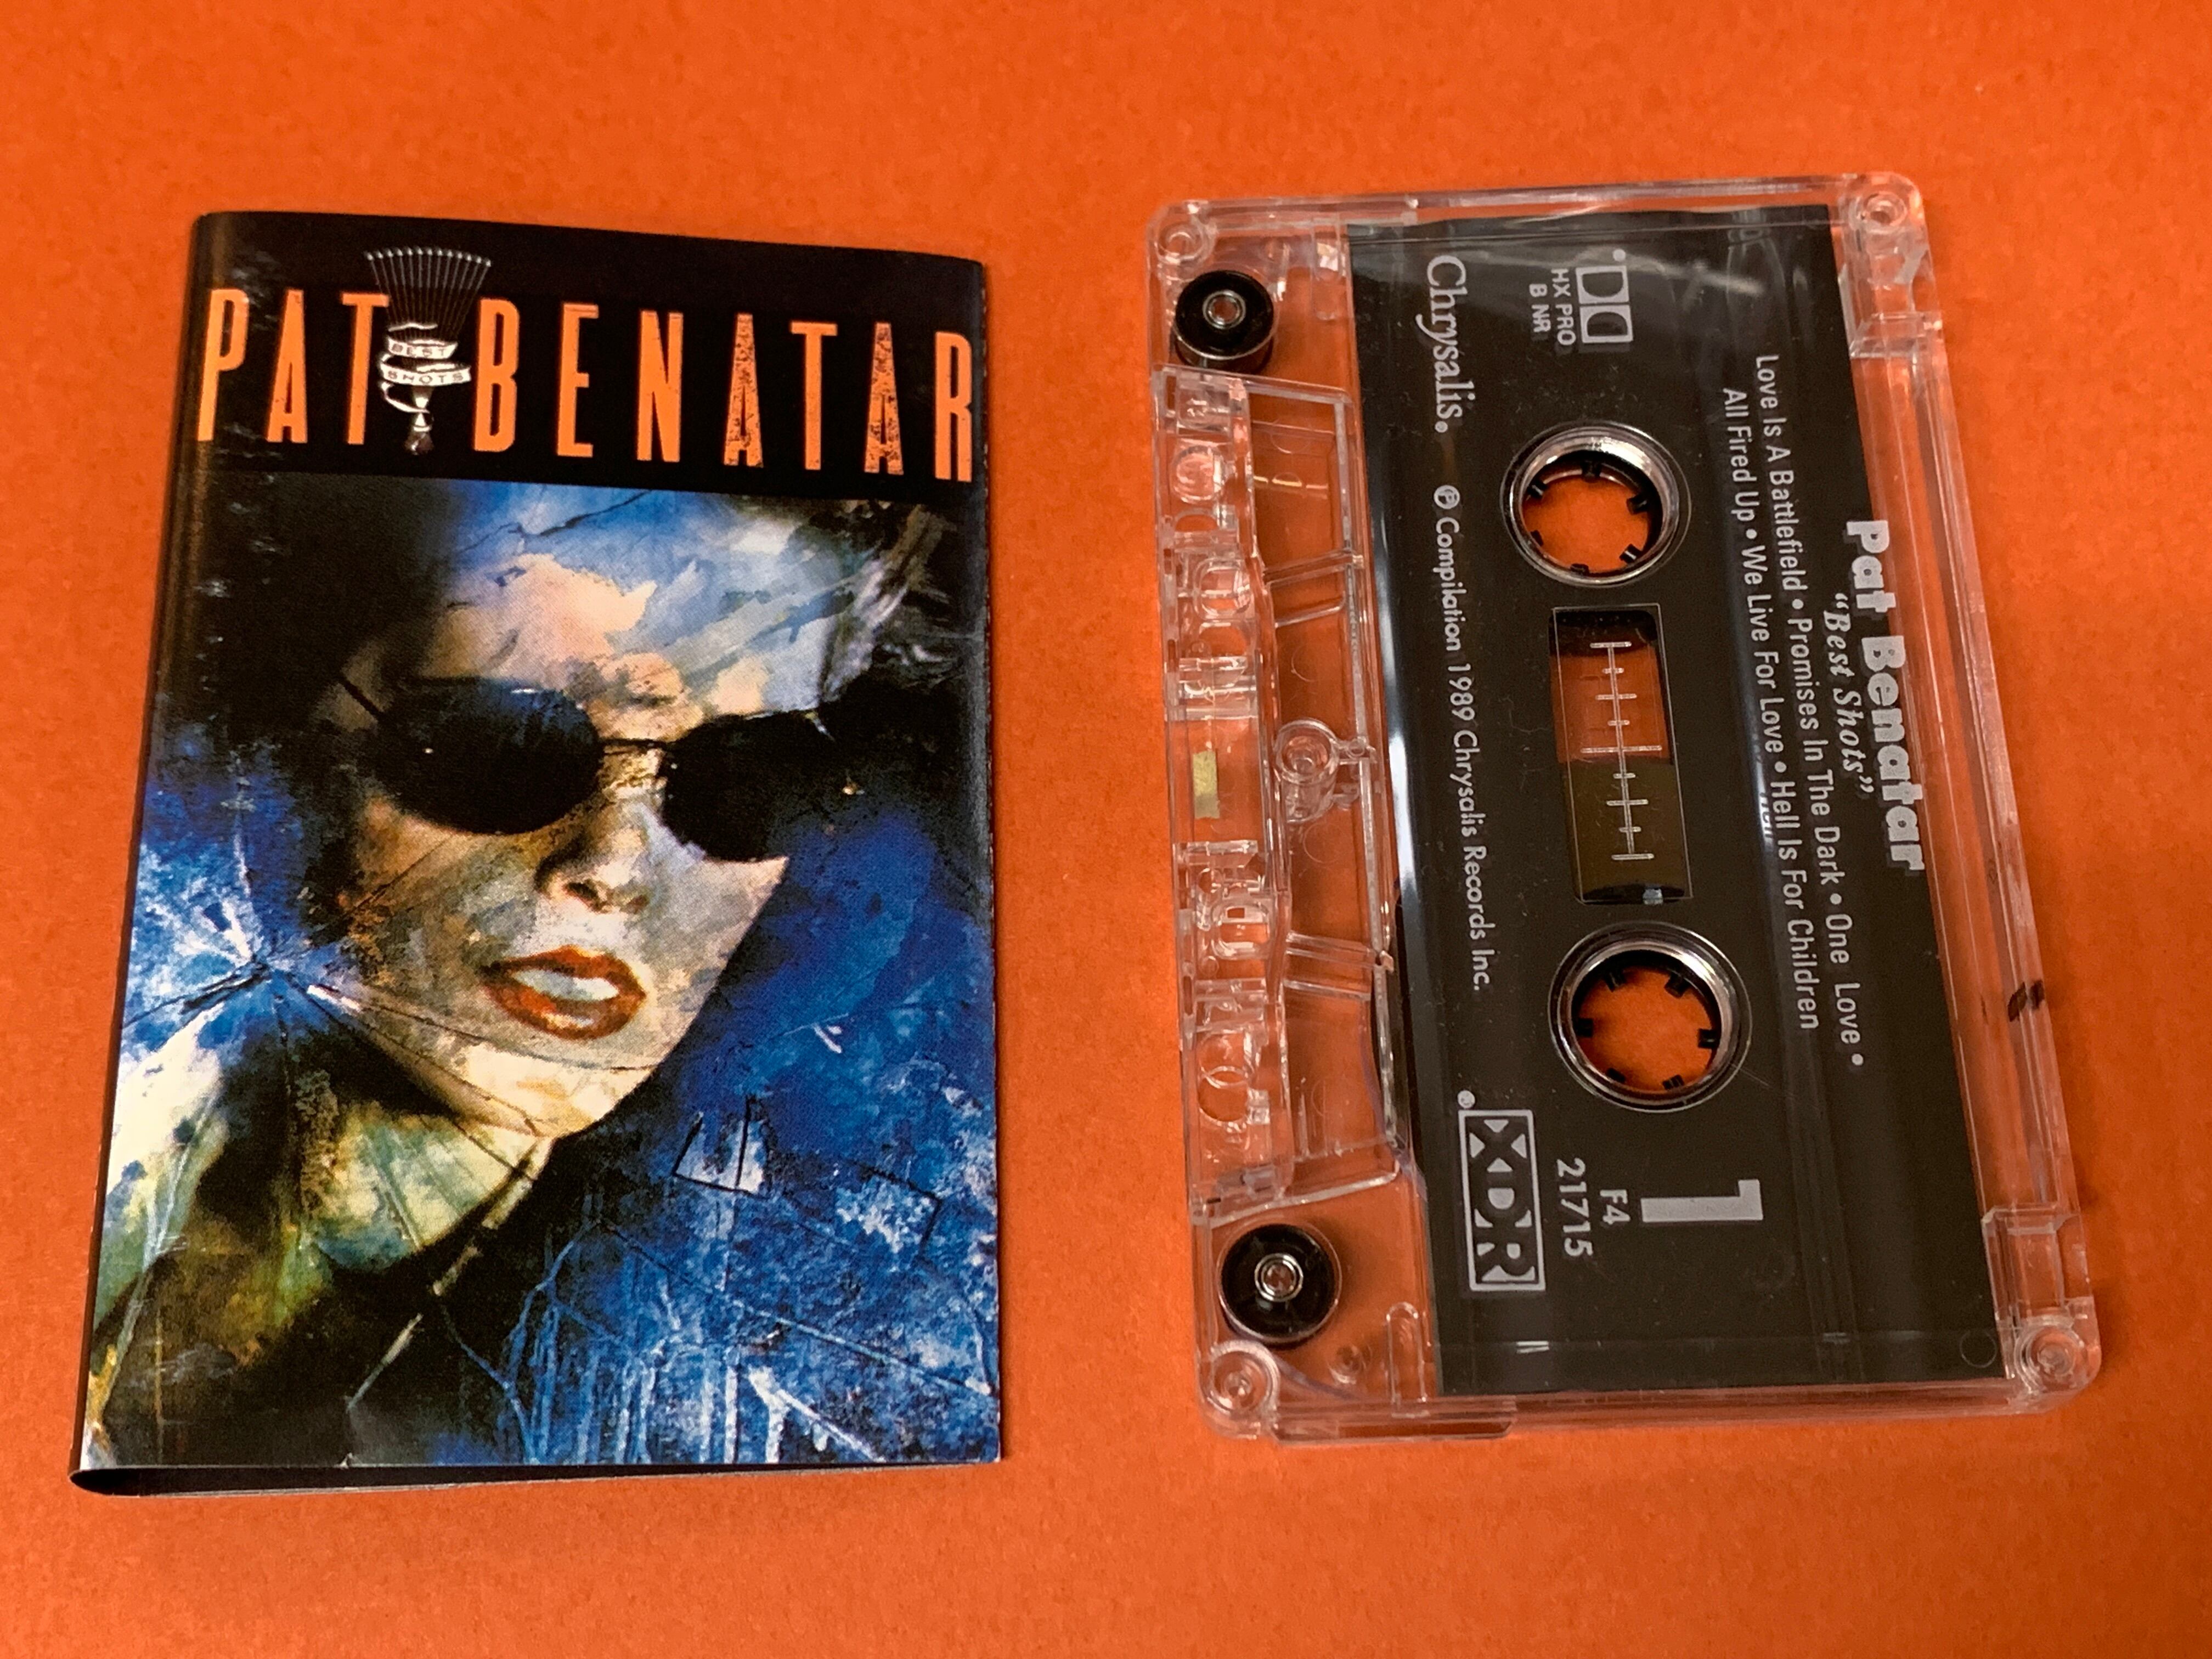 PAT BENATAR
BEST
SHOTS
Pat Benatar
“Best Shots”
Love Is A Battlefield • Promises In The Dark • One Love •
All Fired Up • We Live For Love • Hell Is For Children
DD
HX PRO
B NR
1
F4
21715
Chrysalis®
℗ Compilation 1989 Chrysalis Records Inc.
XDR®